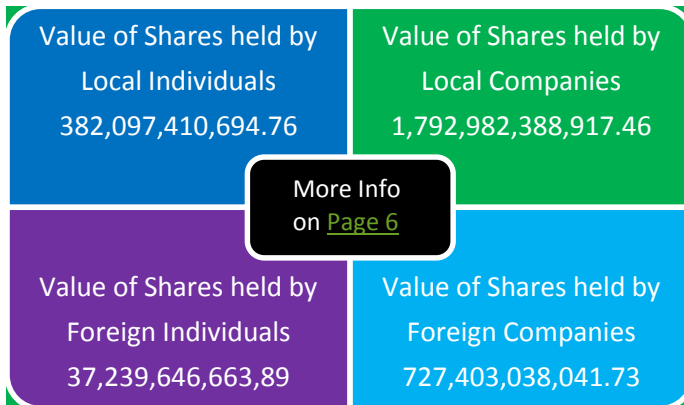 Value of Shares held by
Local Individuals
382,097,410,694.76
Value of Shares held by
Local Companies
1,792,982,388,917.46
More Info
on Page 6
Value of Shares held by
Foreign Individuals
37,239,646,663,89
Value of Shares held by
Foreign Companies
727,403,038,041.73